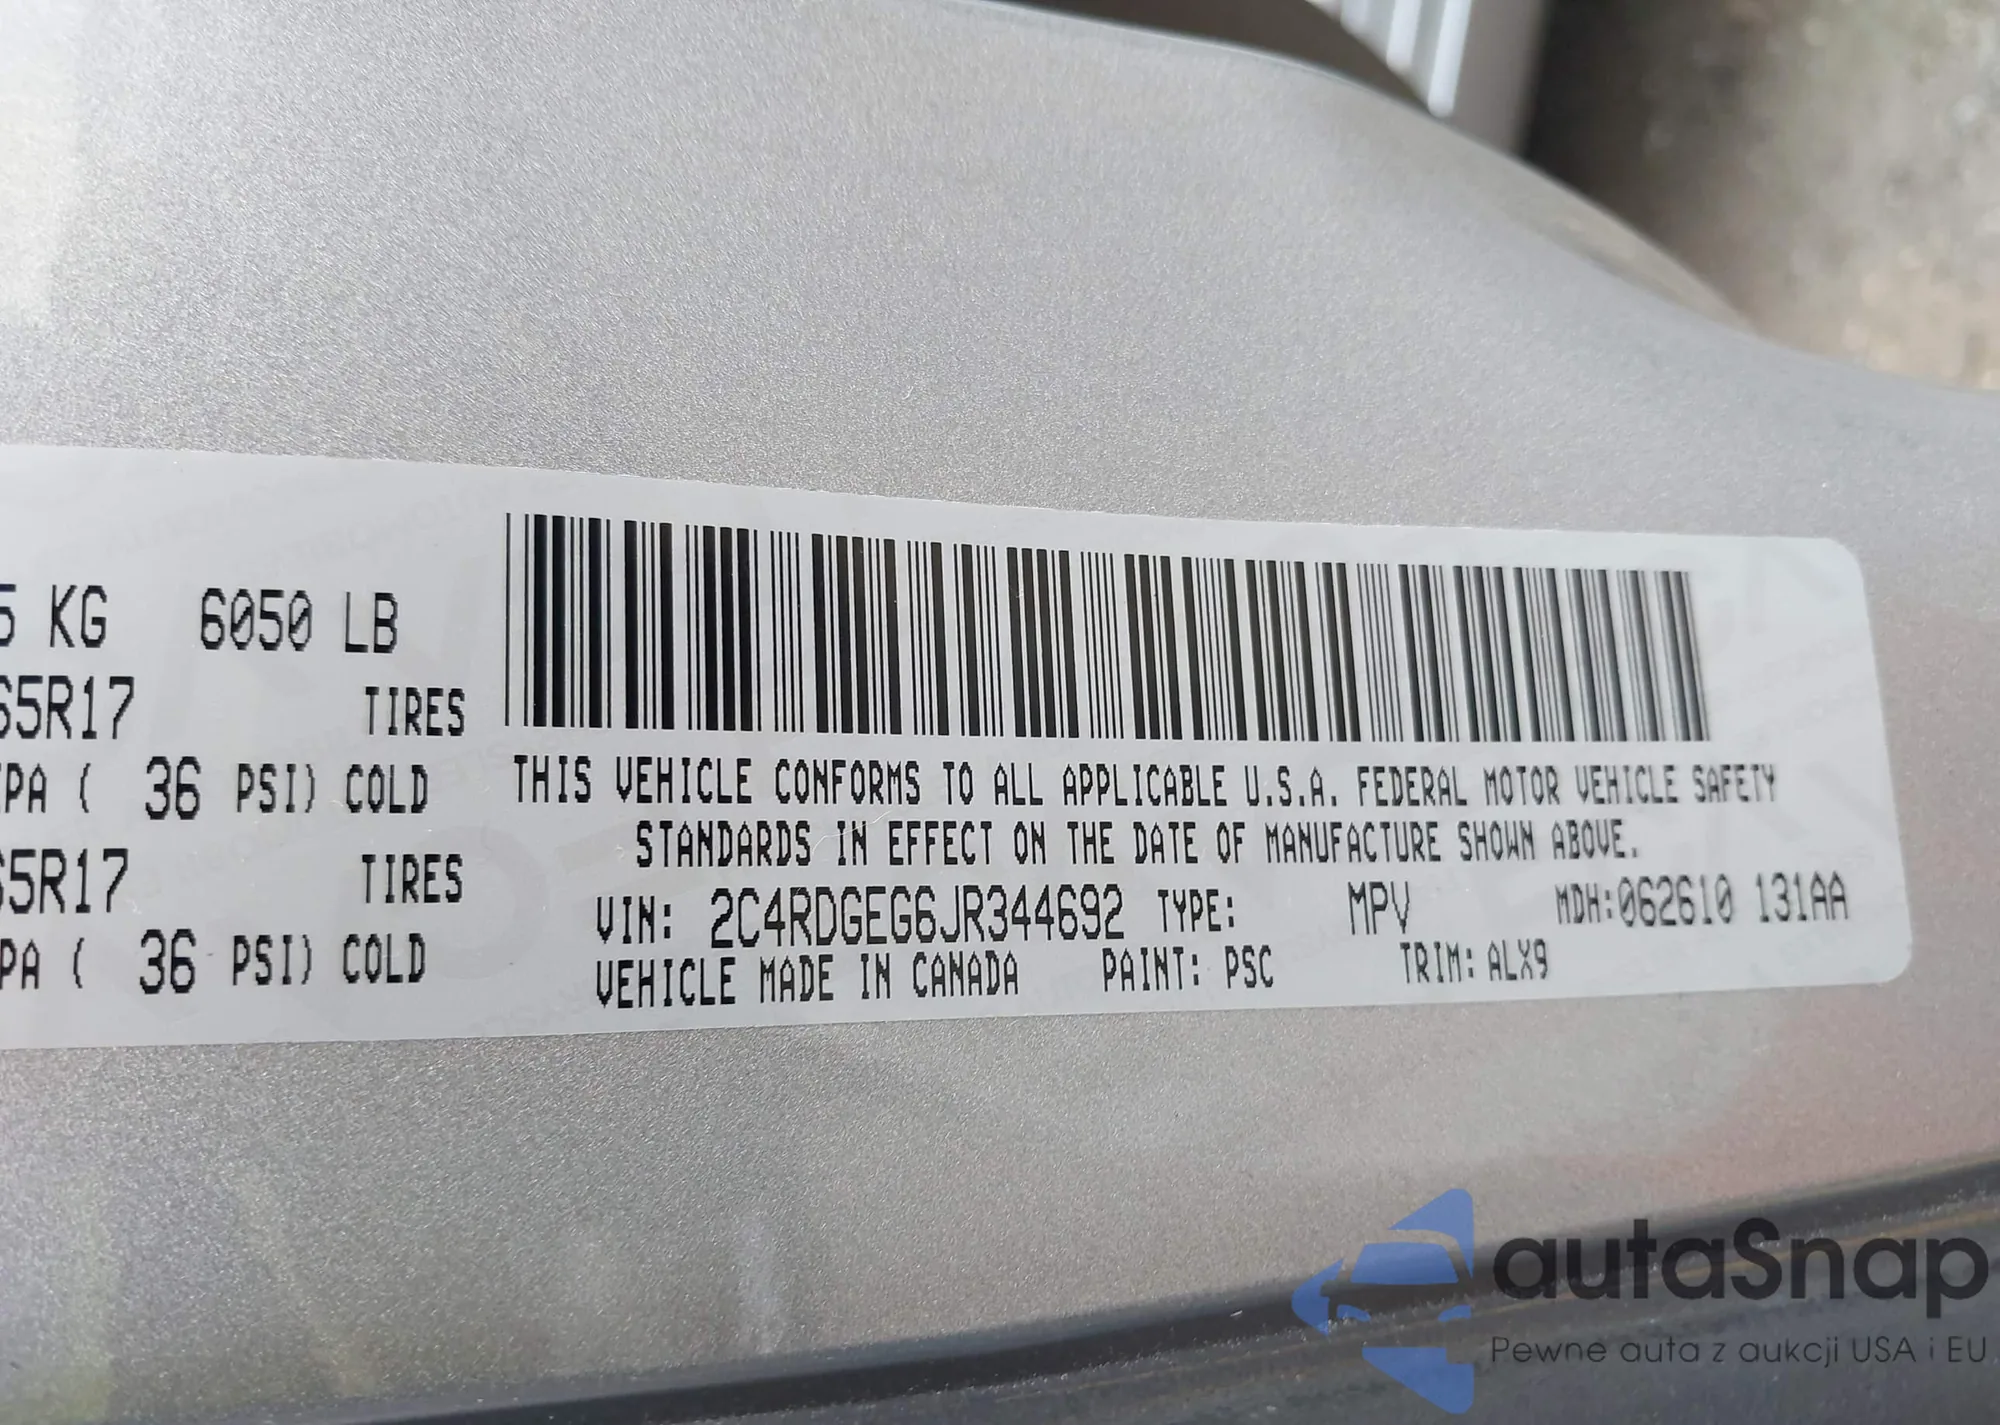 5 KG 6050 LB
65R17 TIRES
PA ( 36 PSI) COLD
65R17 TIRES
PA ( 36 PSI) COLD
THIS VEHICLE CONFORMS TO ALL APPLICABLE U.S.A. FEDERAL MOTOR VEHICLE SAFETY
STANDARDS IN EFFECT ON THE DATE OF MANUFACTURE SHOWN ABOVE.
VIN: 2C4RDGEG6JR344692 TYPE: MPV MDH:062610 131AA
VEHICLE MADE IN CANADA PAINT: PSC TRIM: ALX9
autaSnap
Pewne auta z aukcji USA i EU